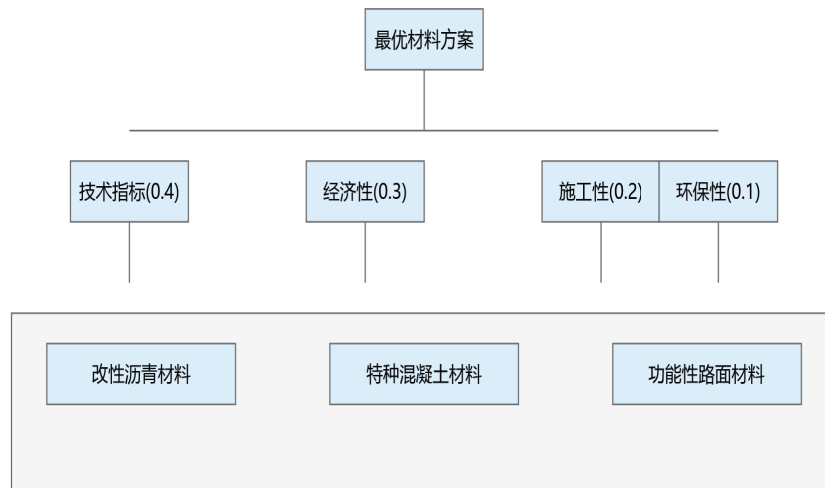 最优材料方案
技术指标(0.4)
经济性(0.3)
施工性(0.2)
环保性(0.1)
改性沥青材料
特种混凝土材料
功能性路面材料